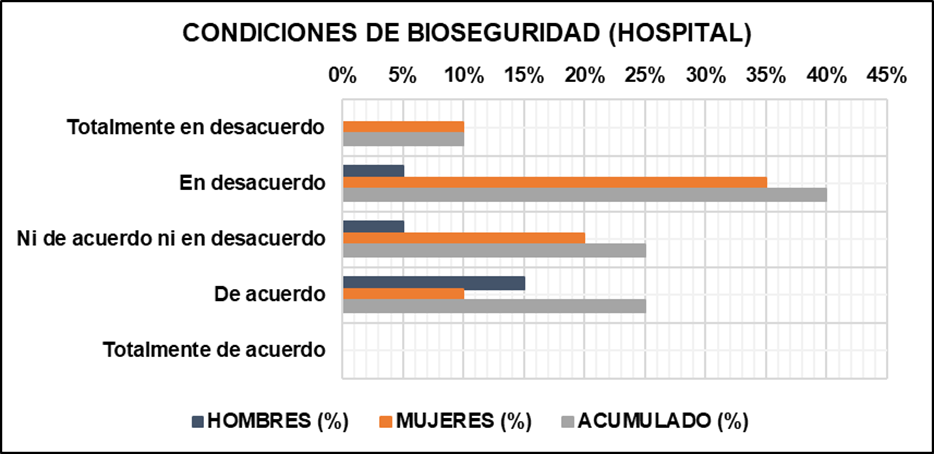 CONDICIONES DE BIOSEGURIDAD (HOSPITAL)
0% 5% 10% 15% 20% 25% 30% 35% 40% 45%
Totalmente en desacuerdo
En desacuerdo
Ni de acuerdo ni en desacuerdo
De acuerdo
Totalmente de acuerdo
HOMBRES (%) MUJERES (%) ACUMULADO (%)